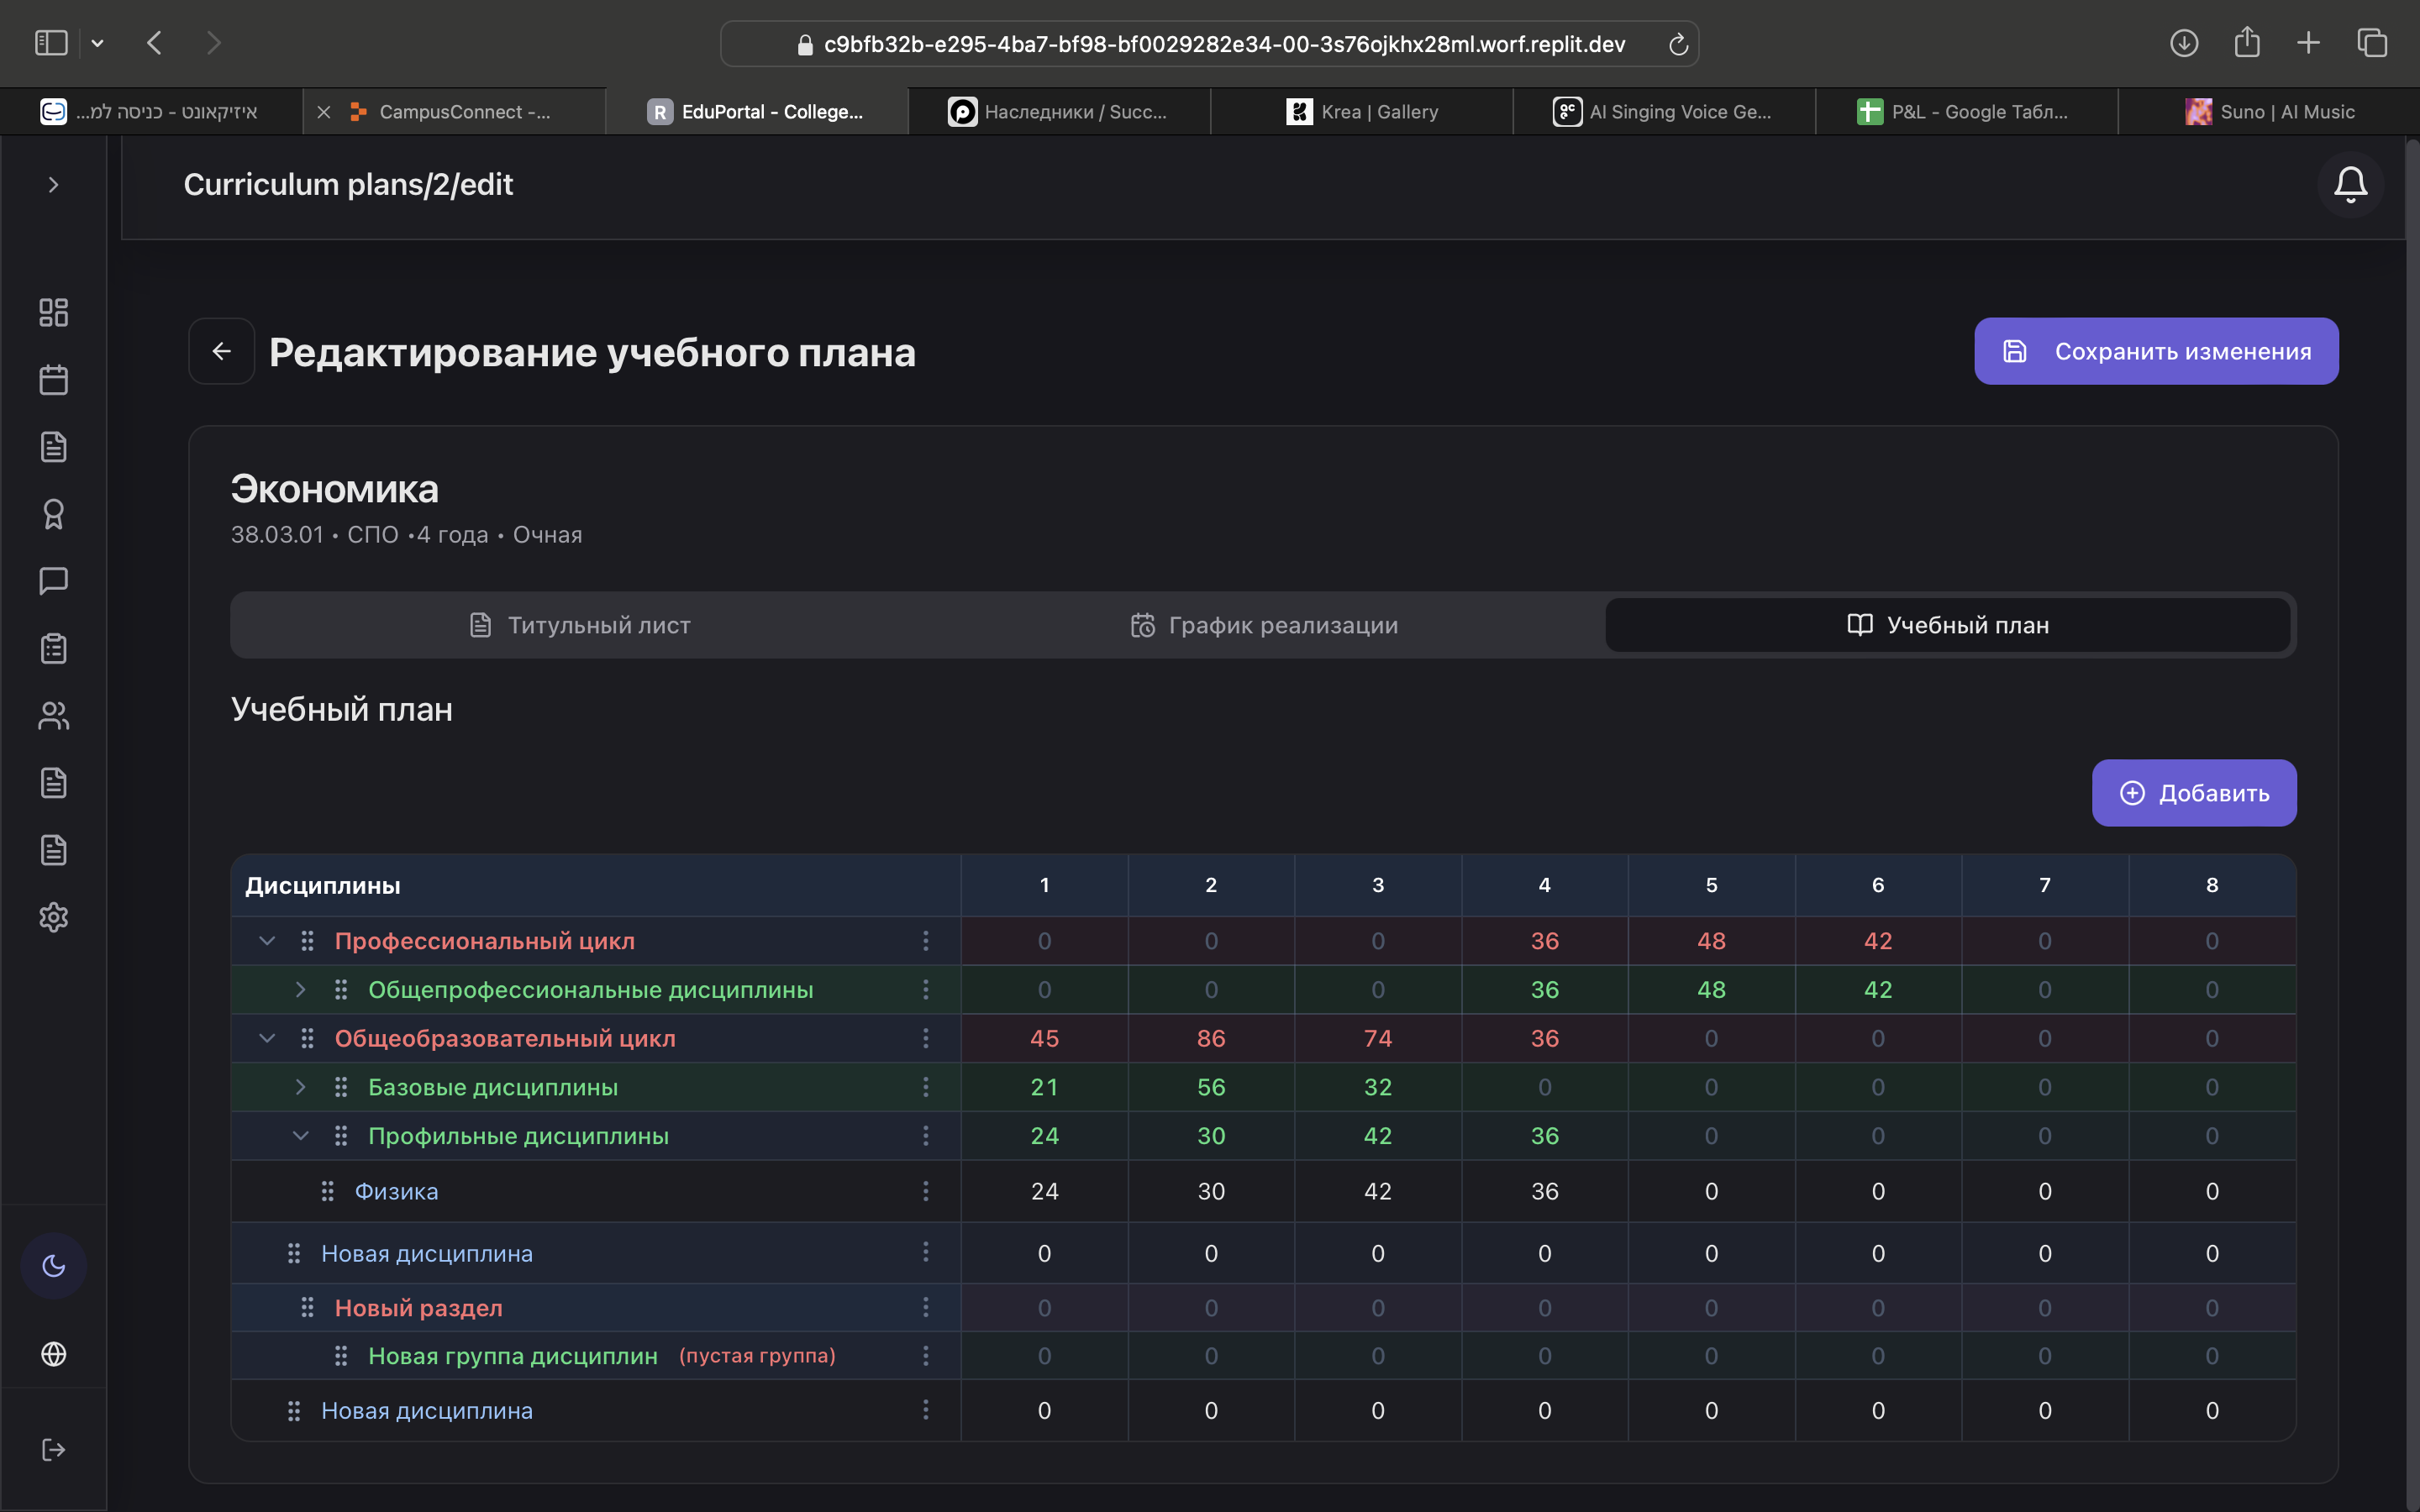 c9bfb32b-e295-4ba7-bf98-bf0029282e34-00-3s76ojkhx28ml.worf.replit.dev
איזיקאונט - כניסה למ...
CampusConnect -...
R EduPortal - College...
Наследники / Succ...
Krea | Gallery
AI Singing Voice Ge...
P&L - Google Табл...
Suno | AI Music
Curriculum plans/2/edit
Редактирование учебного плана
Сохранить изменения
Экономика
38.03.01 • СПО •4 года • Очная
Титульный лист
График реализации
Учебный план
Учебный план
Добавить
Дисциплины 1 2 3 4 5 6 7 8
Профессиональный цикл 0 0 0 36 48 42 0 0
Общепрофессиональные дисциплины 0 0 0 36 48 42 0 0
Общеобразовательный цикл 45 86 74 36 0 0 0 0
Базовые дисциплины 21 56 32 0 0 0 0 0
Профильные дисциплины 24 30 42 36 0 0 0 0
Физика 24 30 42 36 0 0 0 0
Новая дисциплина 0 0 0 0 0 0 0 0
Новый раздел 0 0 0 0 0 0 0 0
Новая группа дисциплин (пустая группа) 0 0 0 0 0 0 0 0
Новая дисциплина 0 0 0 0 0 0 0 0